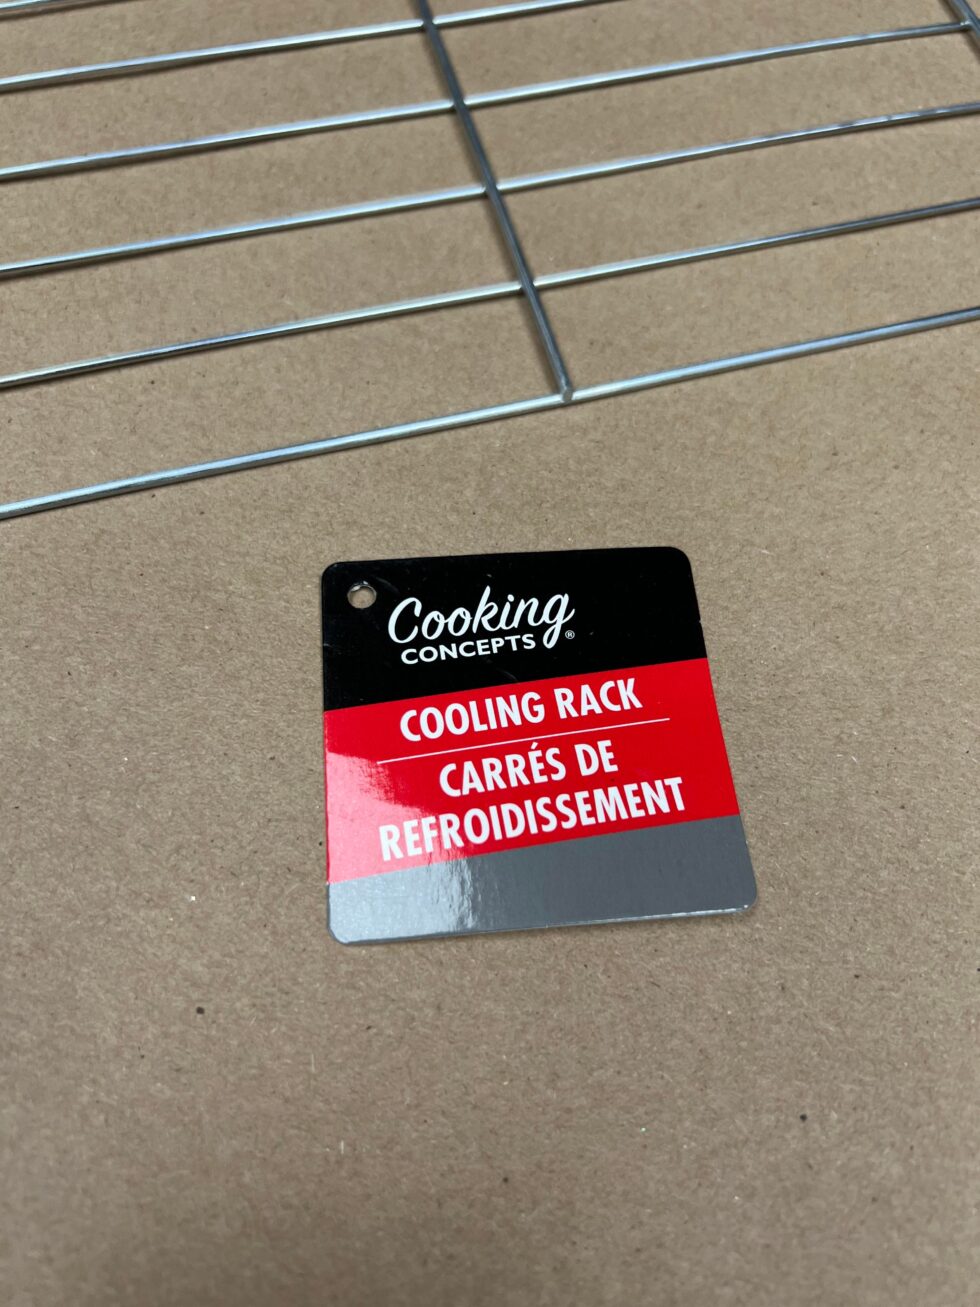 Cooking
CONCEPTS®
COOLING RACK
CARRÉS DE
REFROIDISSEMENT